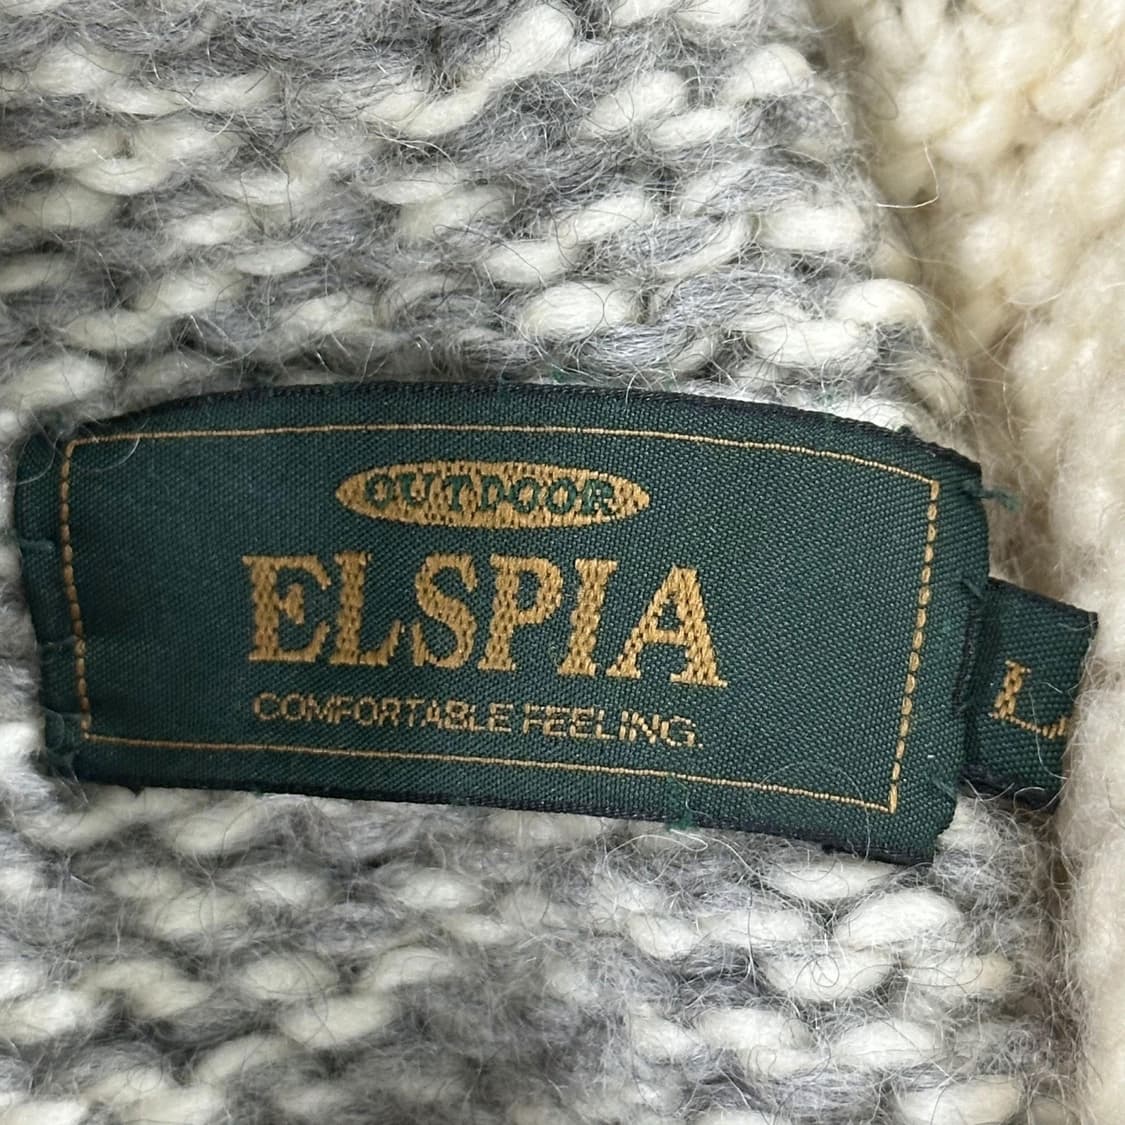 OUTDOOR
ELSPIA
COMFORTABLE FEELING.
L